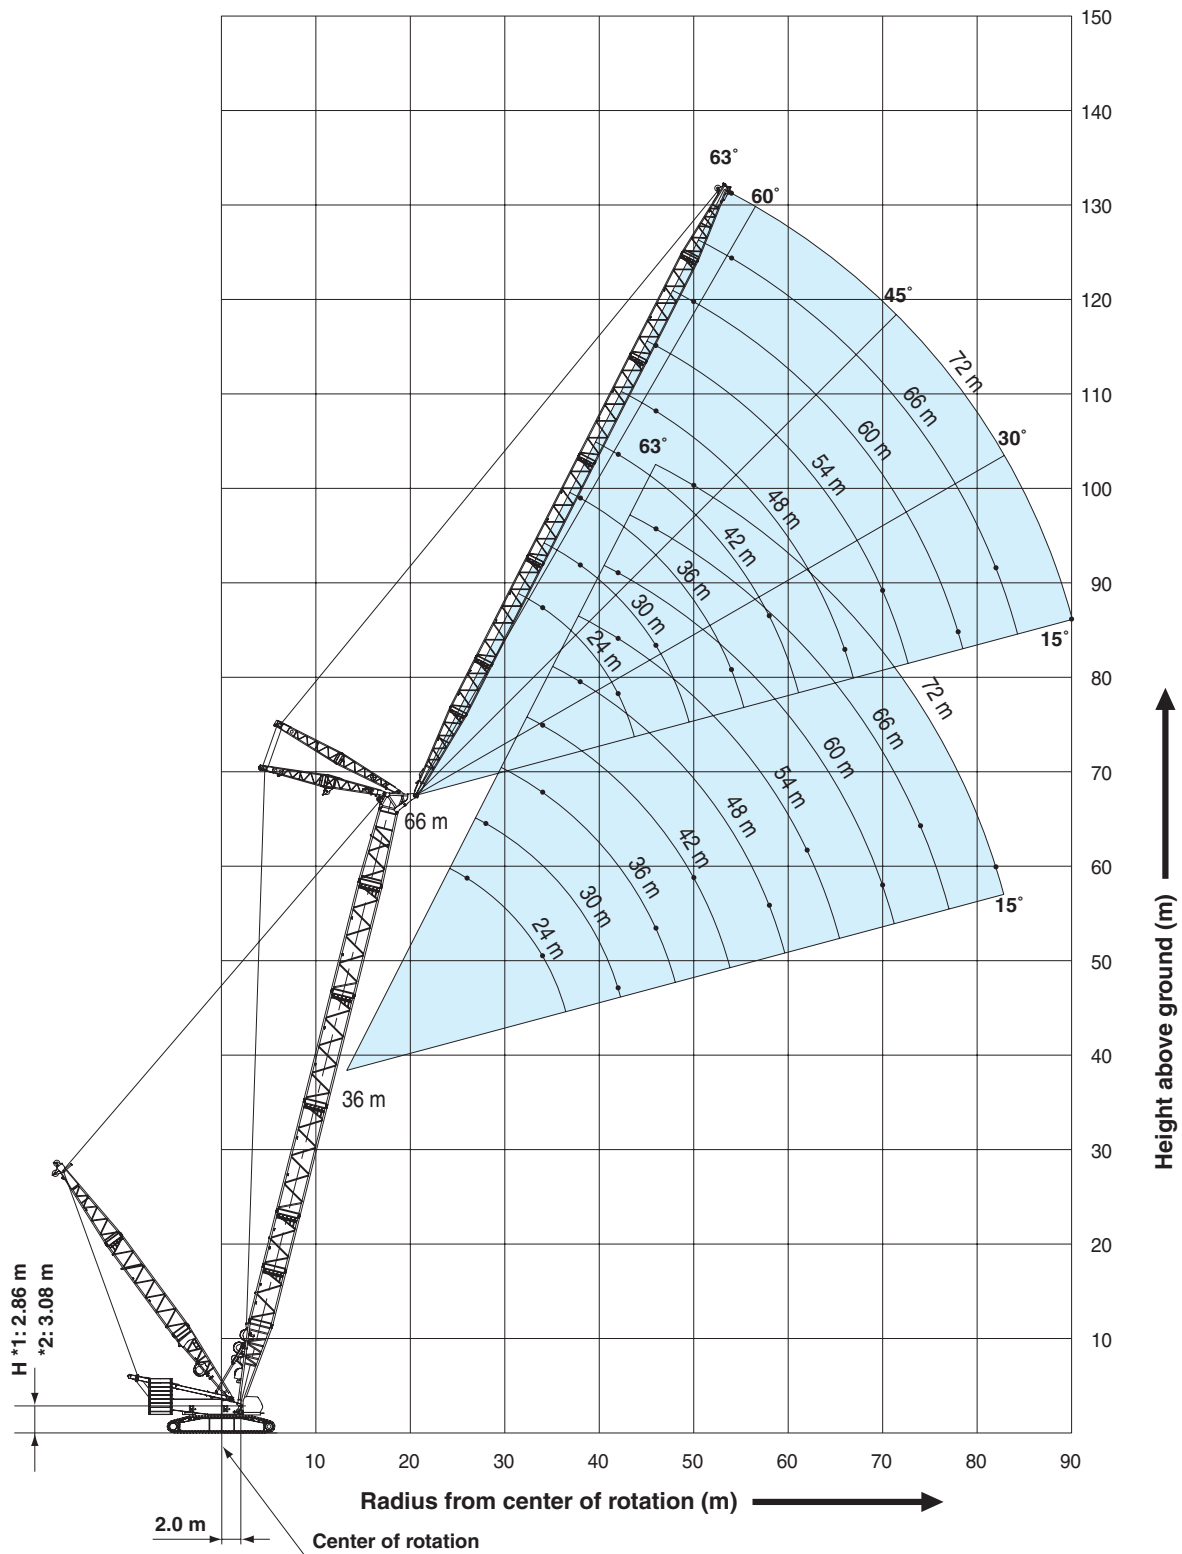 150
140
63°
60°
130
120
45°
72 m
66 m
110
60 m
30°
63°
54 m
100
48 m
42 m
36 m
90
30 m
24 m
15°
80
72 m
66 m
70
60 m
66 m
54 m
48 m
42 m
60
36 m
30 m
15°
24 m
50
40
36 m
30
20
10
Height above ground (m)
H *1: 2.86 m
*2: 3.08 m
10 20 30 40 50 60 70 80 90
Radius from center of rotation (m)
2.0 m
Center of rotation